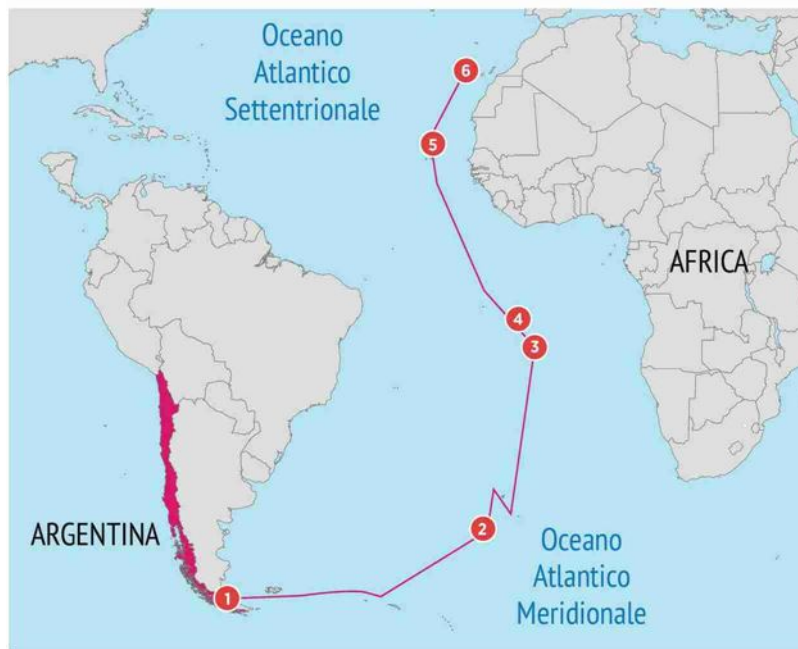 Oceano
Atlantico
Settentrionale
6
5
AFRICA
4
3
ARGENTINA
2
Oceano
Atlantico
Meridionale
1